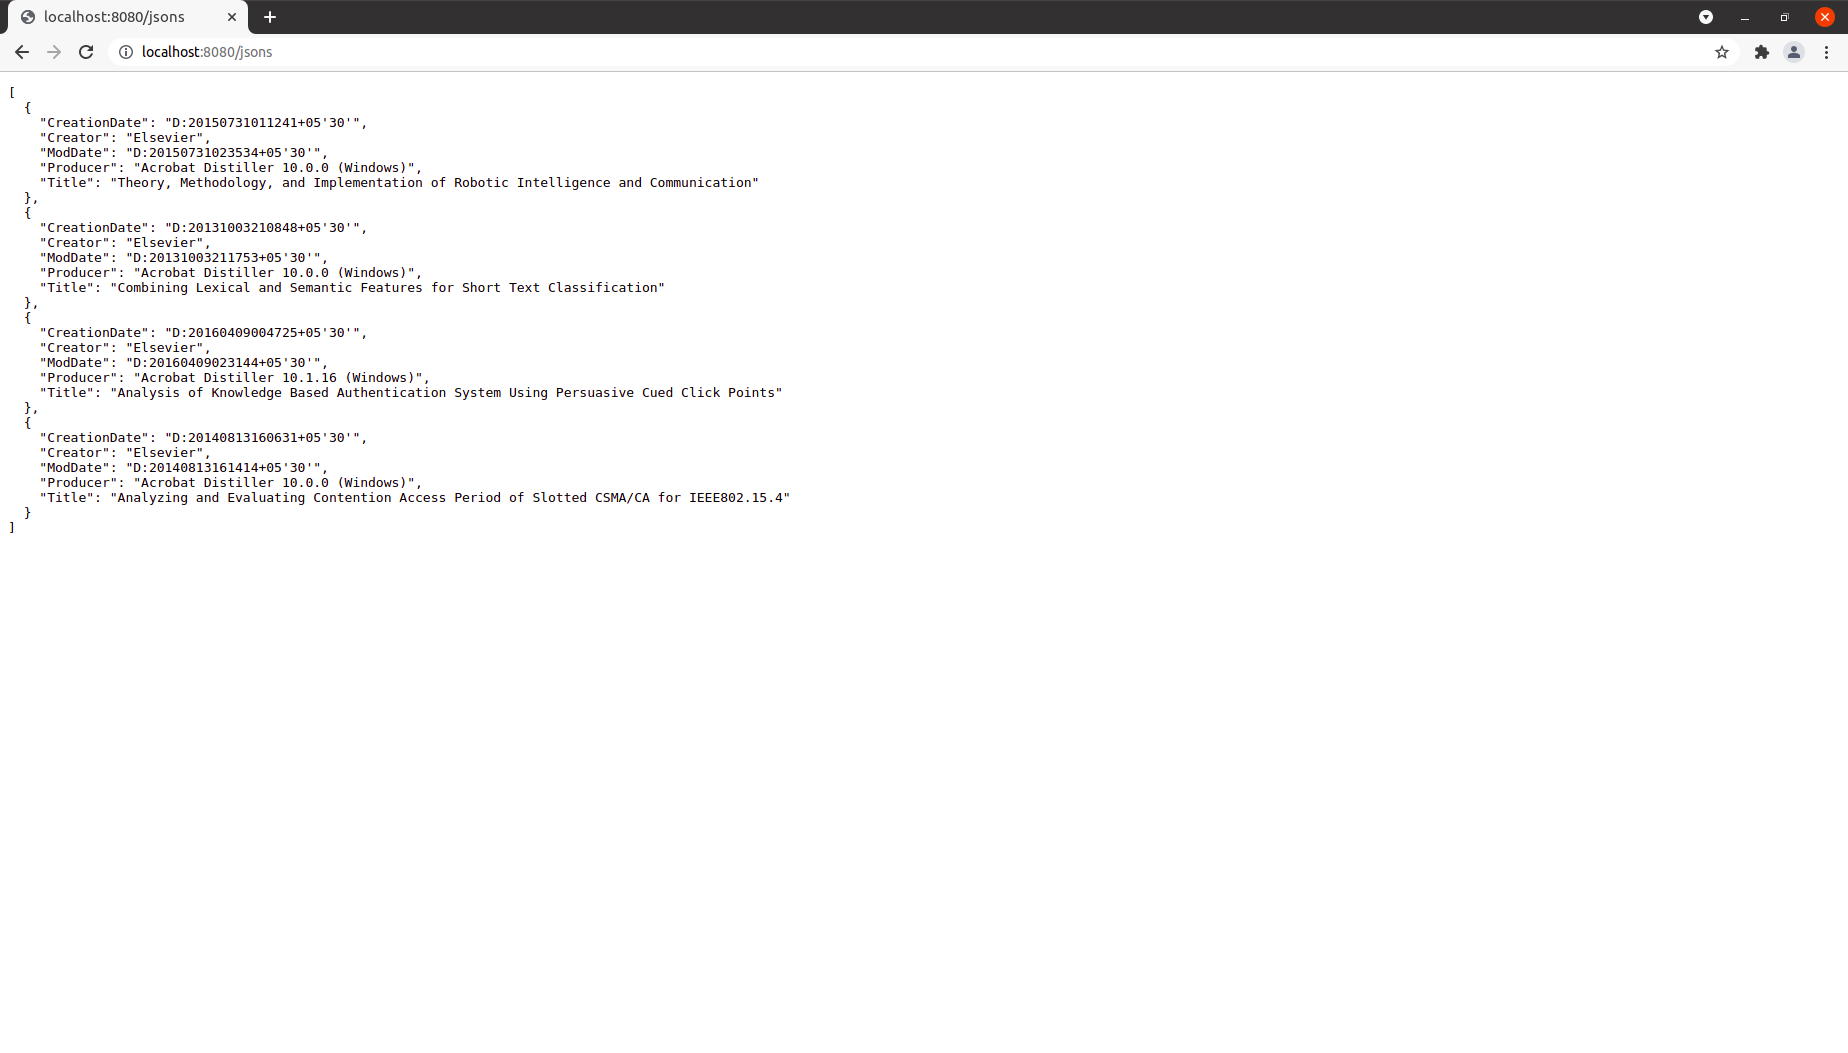 localhost:8080/jsons
localhost:8080/jsons
[
  {
    "CreationDate": "D:20150731011241+05'30'",
    "Creator": "Elsevier",
    "ModDate": "D:20150731023534+05'30'",
    "Producer": "Acrobat Distiller 10.0.0 (Windows)",
    "Title": "Theory, Methodology, and Implementation of Robotic Intelligence and Communication"
  },
  {
    "CreationDate": "D:20131003210848+05'30'",
    "Creator": "Elsevier",
    "ModDate": "D:20131003211753+05'30'",
    "Producer": "Acrobat Distiller 10.0.0 (Windows)",
    "Title": "Combining Lexical and Semantic Features for Short Text Classification"
  },
  {
    "CreationDate": "D:20160409004725+05'30'",
    "Creator": "Elsevier",
    "ModDate": "D:20160409023144+05'30'",
    "Producer": "Acrobat Distiller 10.1.16 (Windows)",
    "Title": "Analysis of Knowledge Based Authentication System Using Persuasive Cued Click Points"
  },
  {
    "CreationDate": "D:20140813160631+05'30'",
    "Creator": "Elsevier",
    "ModDate": "D:20140813161414+05'30'",
    "Producer": "Acrobat Distiller 10.0.0 (Windows)",
    "Title": "Analyzing and Evaluating Contention Access Period of Slotted CSMA/CA for IEEE802.15.4"
  }
]